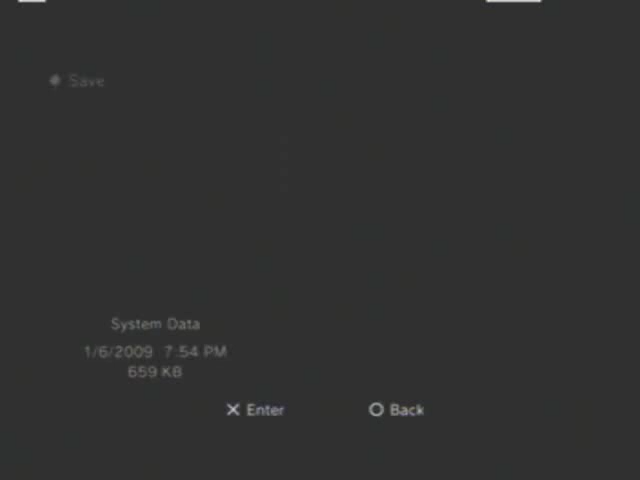 Save
System Data
1/6/2009 7:54 PM
659 KB
Enter
Back